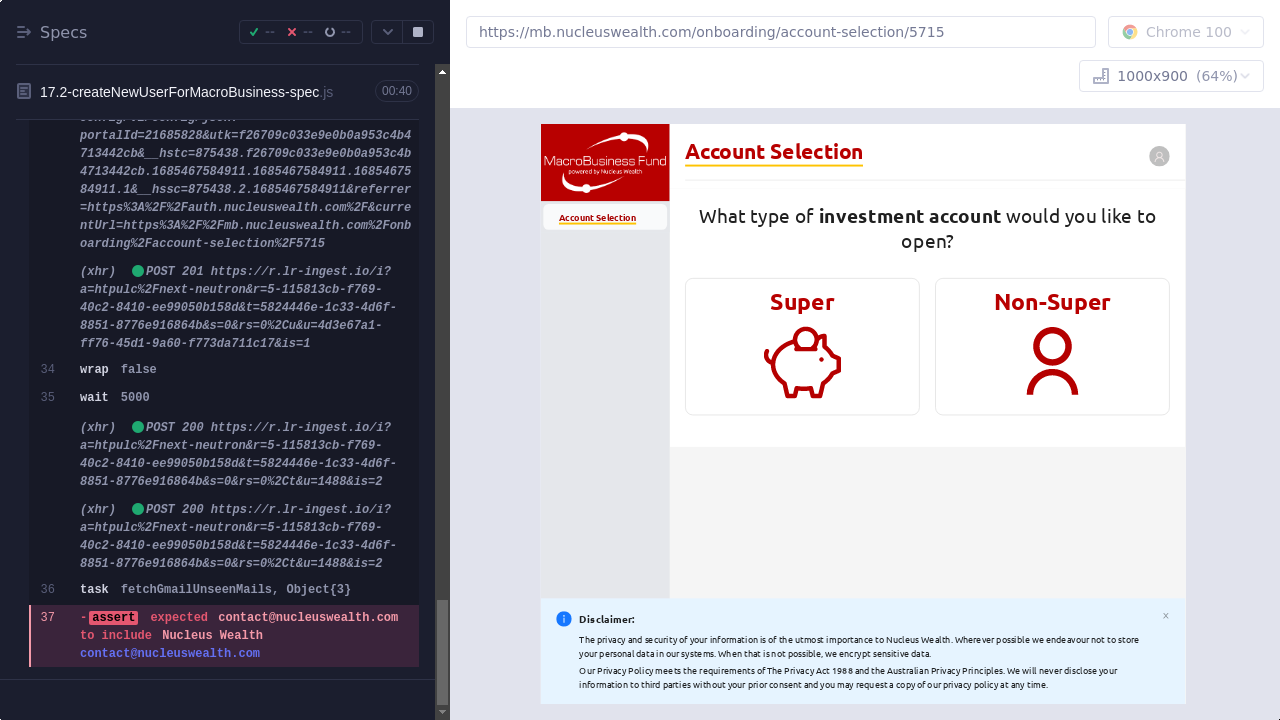 Specs
--
--
--
https://mb.nucleuswealth.com/onboarding/account-selection/5715
Chrome 100
1000x900 (64%)
17.2-createNewUserForMacroBusiness-spec.js
00:40
portalId=21685828&utk=f26709c033e9e0b0a953c4b4
713442cb&__hstc=875438.f26709c033e9e0b0a953c4b
4713442cb.1685467584911.1685467584911.16854675
84911.1&__hssc=875438.2.1685467584911&referrer
=https%3A%2F%2Fauth.nucleuswealth.com%2F&curre
ntUrl=https%3A%2F%2Fmb.nucleuswealth.com%2Fonb
oarding%2Faccount-selection%2F5715
(xhr) POST 201 https://r.lr-ingest.io/i?
a=htpulc%2Fnext-neutron&r=5-115813cb-f769-
40c2-8410-ee99050b158d&t=5824446e-1c33-4d6f-
8851-8776e916864b&s=0&rs=0%2Cu&u=4d3e67a1-
ff76-45d1-9a60-f773da711c17&is=1
34 wrap false
35 wait 5000
(xhr) POST 200 https://r.lr-ingest.io/i?
a=htpulc%2Fnext-neutron&r=5-115813cb-f769-
40c2-8410-ee99050b158d&t=5824446e-1c33-4d6f-
8851-8776e916864b&s=0&rs=0%2Ct&u=1488&is=2
(xhr) POST 200 https://r.lr-ingest.io/i?
a=htpulc%2Fnext-neutron&r=5-115813cb-f769-
40c2-8410-ee99050b158d&t=5824446e-1c33-4d6f-
8851-8776e916864b&s=0&rs=0%2Ct&u=1488&is=2
36 task fetchGmailUnseenMails, Object{3}
37 -assert expected contact@nucleuswealth.com
to include Nucleus Wealth
contact@nucleuswealth.com
MacroBusiness Fund
powered by Nucleus Wealth
Account Selection
Account Selection
What type of investment account would you like to
open?
Super
Non-Super
Disclaimer:
The privacy and security of your information is of the utmost importance to Nucleus Wealth. Wherever possible we endeavour not to store
your personal data in our systems. When that is not possible, we encrypt sensitive data.
Our Privacy Policy meets the requirements of The Privacy Act 1988 and the Australian Privacy Principles. We will never disclose your
information to third parties without your prior consent and you may request a copy of our privacy policy at any time.